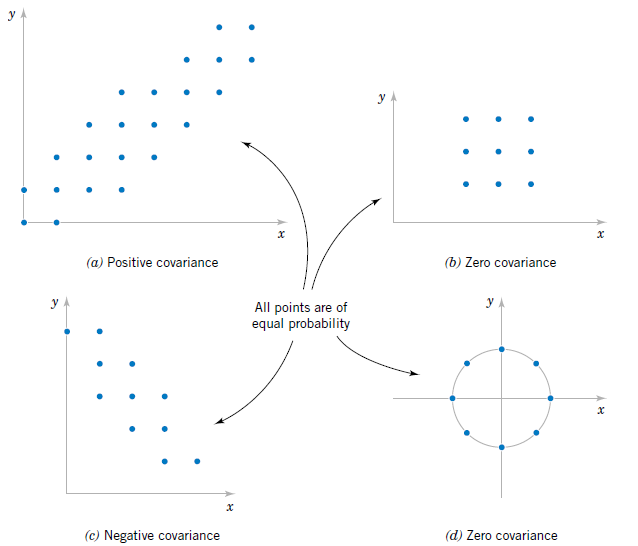 y
x
(a) Positive covariance
y
x
(b) Zero covariance
All points are of
equal probability
y
x
(c) Negative covariance
y
x
(d) Zero covariance